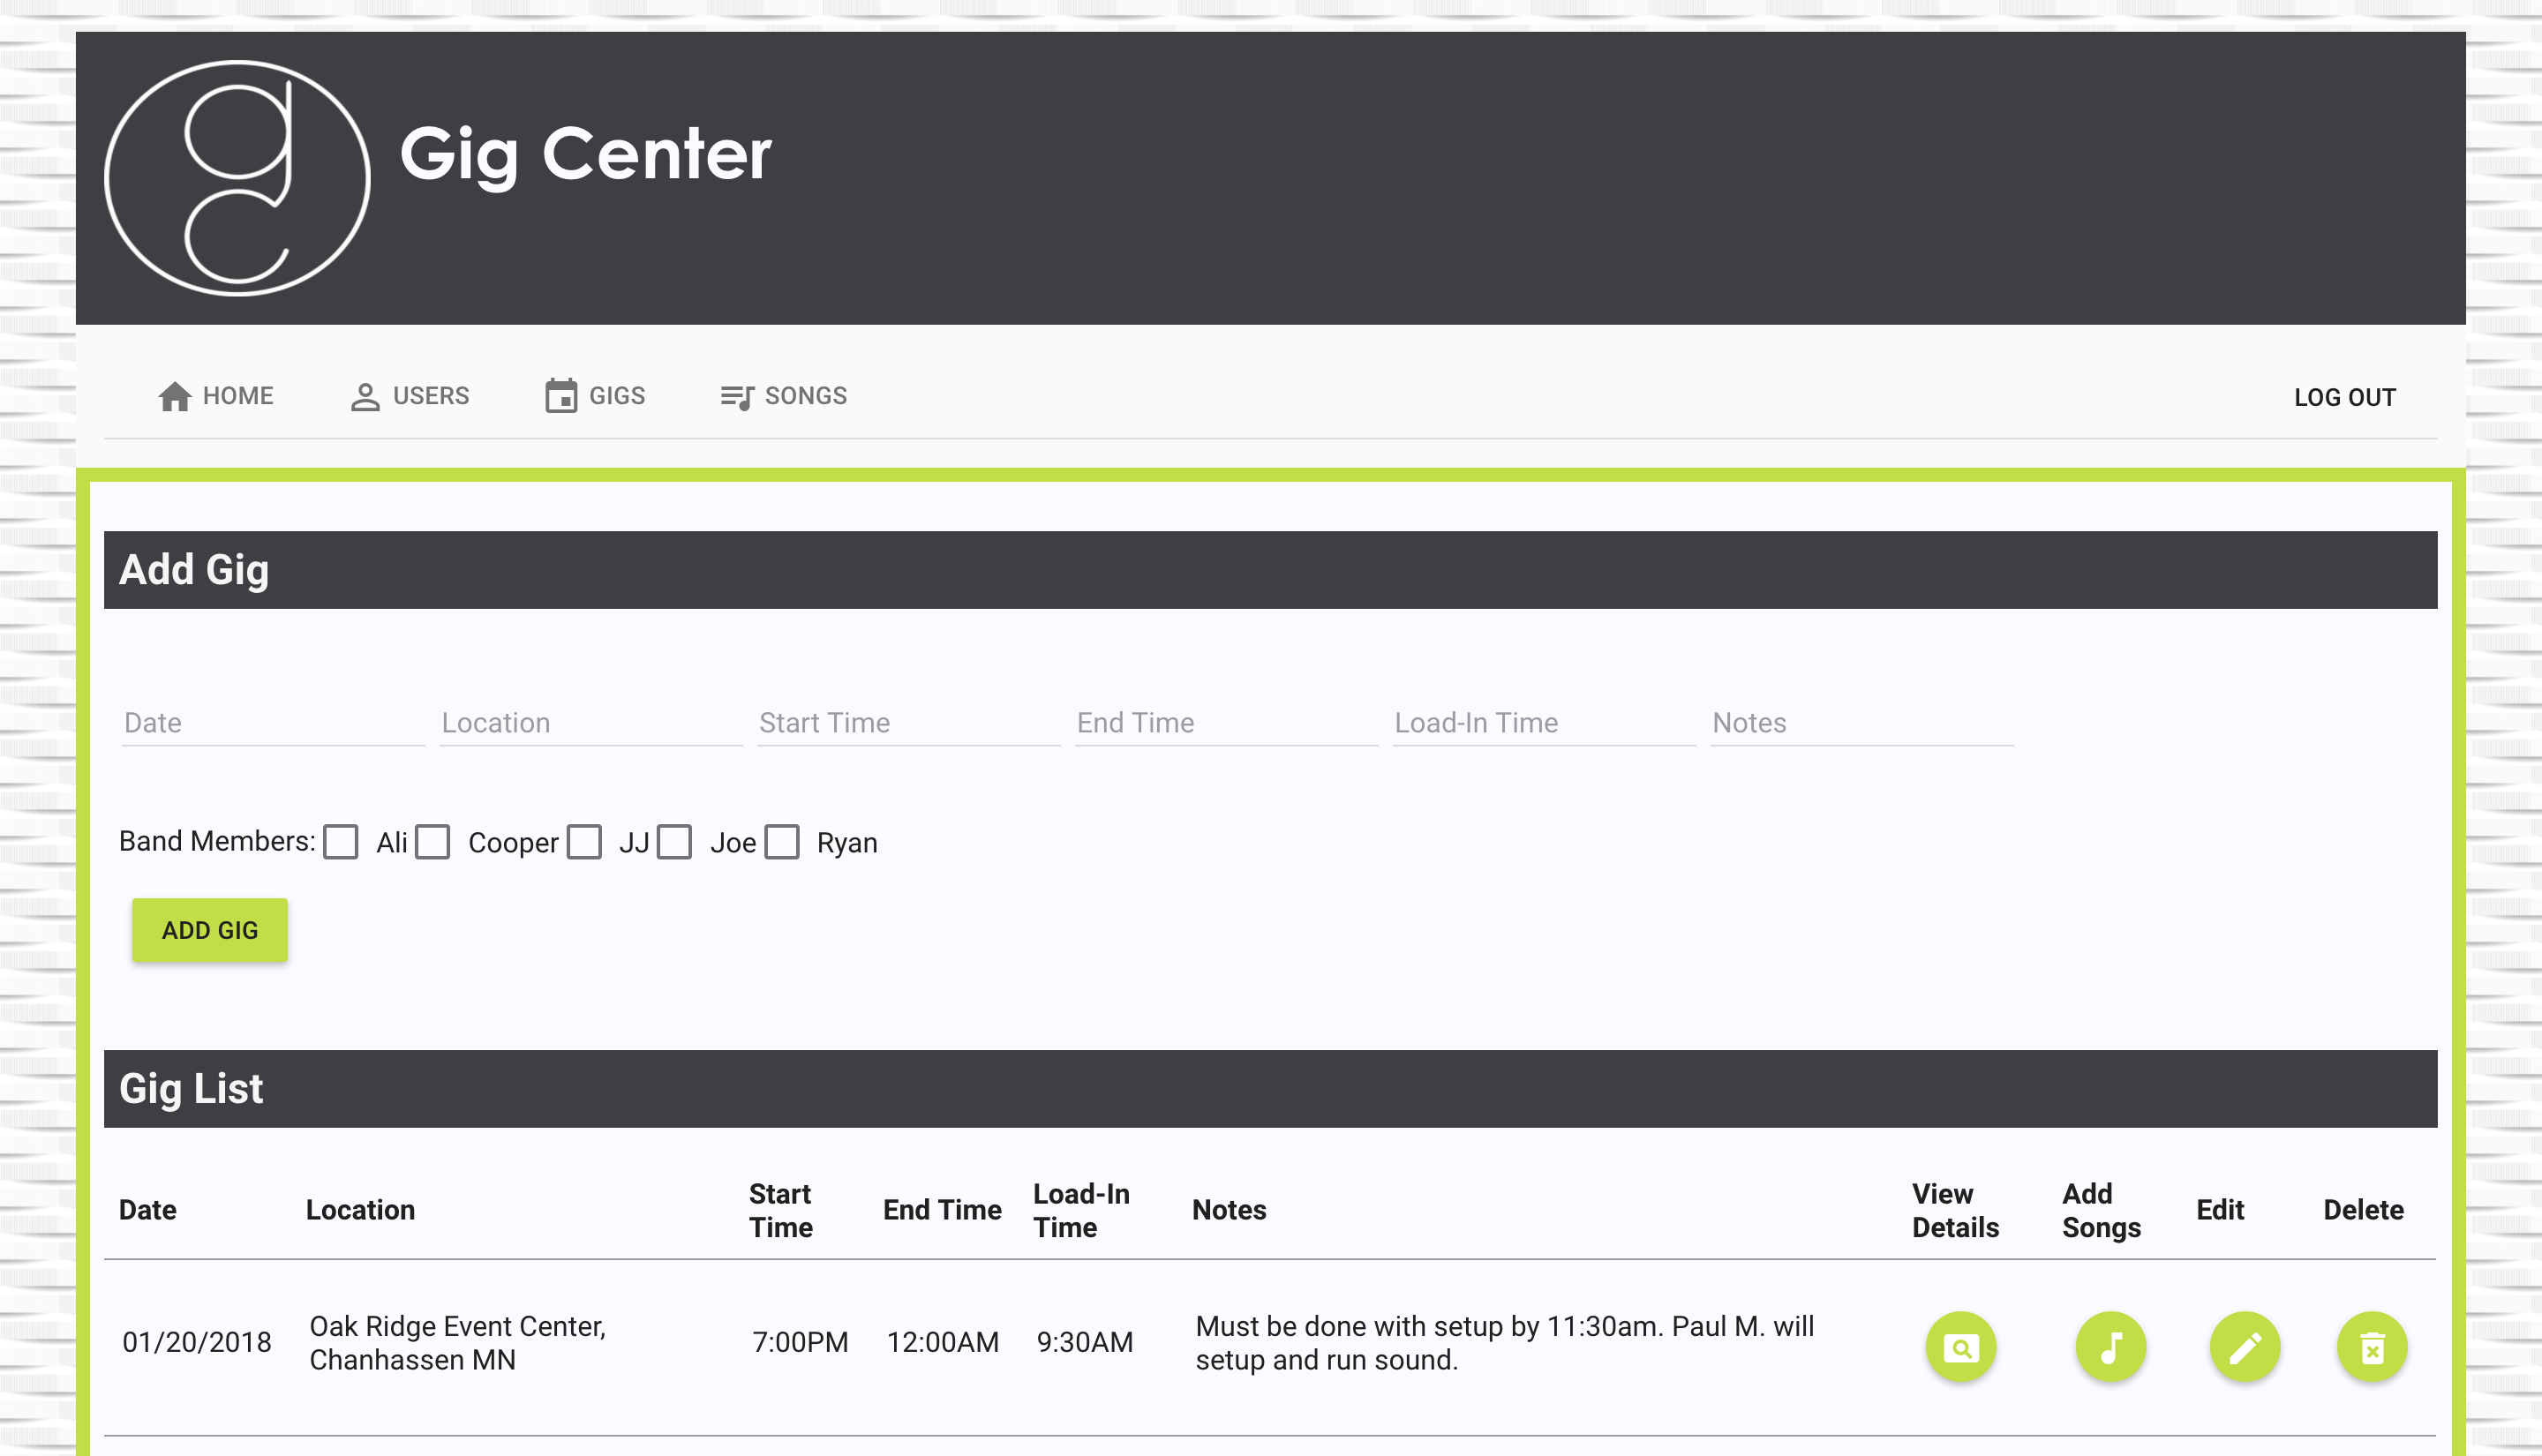 Gig Center
HOME USERS GIGS SONGS LOG OUT
Add Gig
Date Location Start Time End Time Load-In Time Notes
Band Members: Ali Cooper JJ Joe Ryan
ADD GIG
Gig List
Date Location Start Time End Time Load-In Time Notes View Details Add Songs Edit Delete
01/20/2018 Oak Ridge Event Center, Chanhassen MN 7:00PM 12:00AM 9:30AM Must be done with setup by 11:30am. Paul M. will setup and run sound.